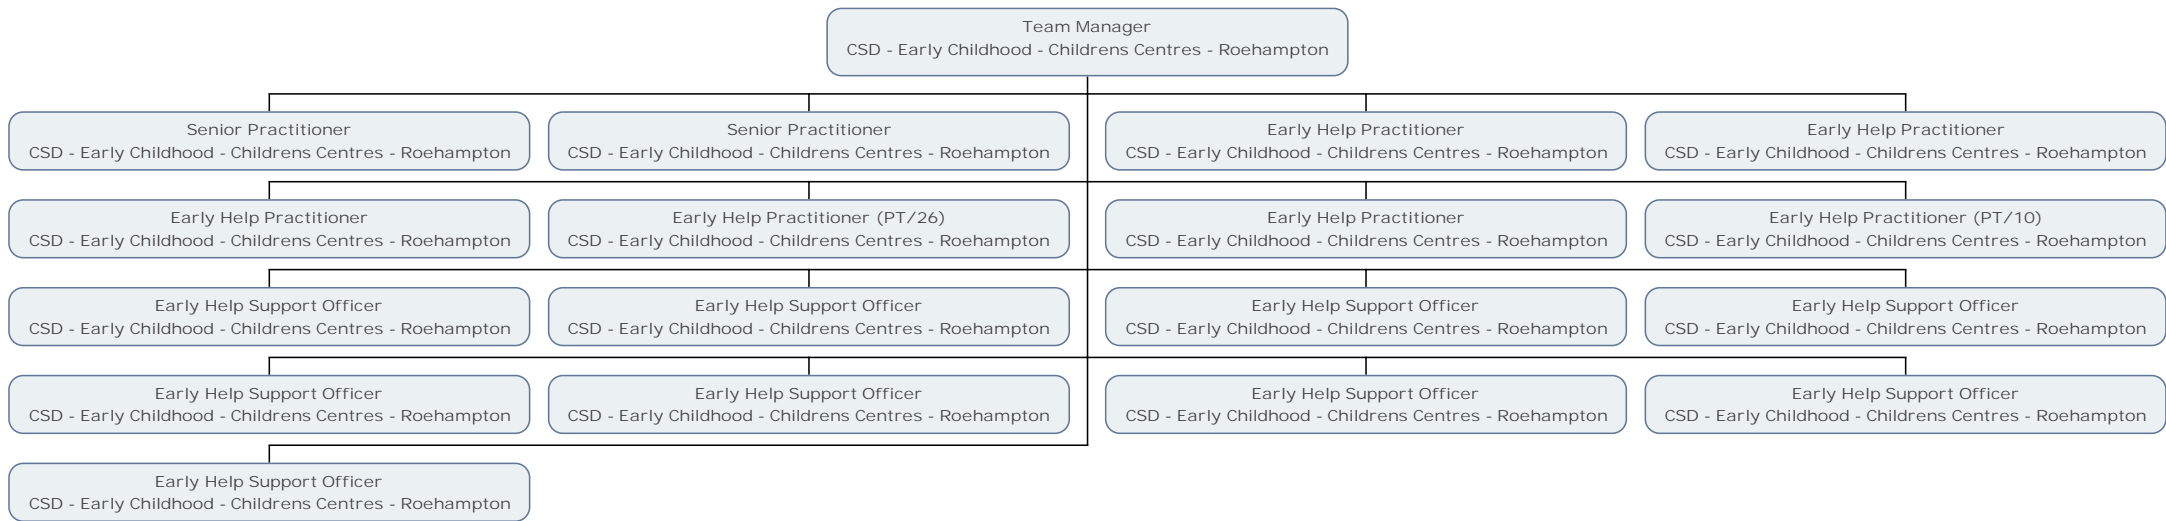 Team Manager
CSD - Early Childhood - Childrens Centres - Roehampton
Senior Practitioner
CSD - Early Childhood - Childrens Centres - Roehampton
Senior Practitioner
CSD - Early Childhood - Childrens Centres - Roehampton
Early Help Practitioner
CSD - Early Childhood - Childrens Centres - Roehampton
Early Help Practitioner
CSD - Early Childhood - Childrens Centres - Roehampton
Early Help Practitioner
CSD - Early Childhood - Childrens Centres - Roehampton
Early Help Practitioner (PT/26)
CSD - Early Childhood - Childrens Centres - Roehampton
Early Help Practitioner
CSD - Early Childhood - Childrens Centres - Roehampton
Early Help Practitioner (PT/10)
CSD - Early Childhood - Childrens Centres - Roehampton
Early Help Support Officer
CSD - Early Childhood - Childrens Centres - Roehampton
Early Help Support Officer
CSD - Early Childhood - Childrens Centres - Roehampton
Early Help Support Officer
CSD - Early Childhood - Childrens Centres - Roehampton
Early Help Support Officer
CSD - Early Childhood - Childrens Centres - Roehampton
Early Help Support Officer
CSD - Early Childhood - Childrens Centres - Roehampton
Early Help Support Officer
CSD - Early Childhood - Childrens Centres - Roehampton
Early Help Support Officer
CSD - Early Childhood - Childrens Centres - Roehampton
Early Help Support Officer
CSD - Early Childhood - Childrens Centres - Roehampton
Early Help Support Officer
CSD - Early Childhood - Childrens Centres - Roehampton